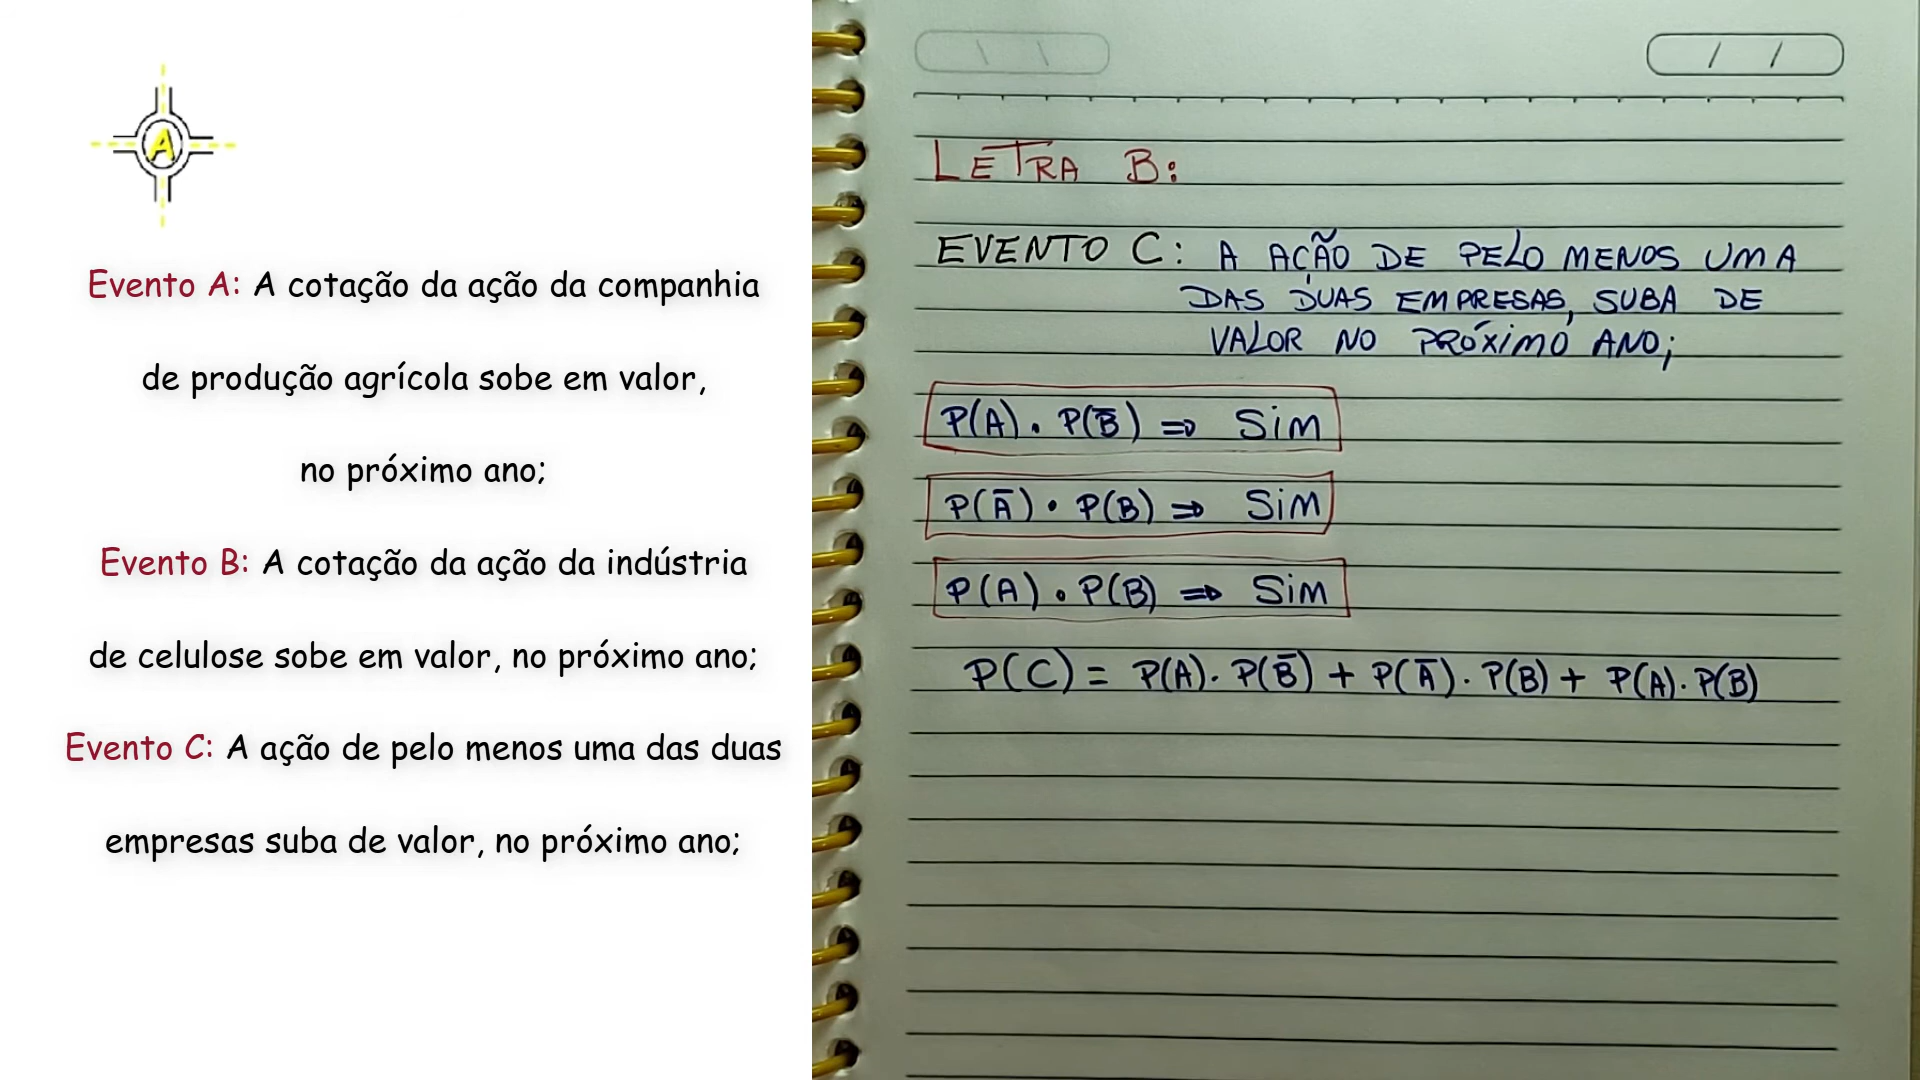 A
Evento A: A cotação da ação da companhia
de produção agrícola sobe em valor,
no próximo ano;
Evento B: A cotação da ação da indústria
de celulose sobe em valor, no próximo ano;
Evento C: A ação de pelo menos uma das duas
empresas suba de valor, no próximo ano;
LETRA B:
EVENTO C: A AÇÃO DE PELO MENOS UMA
DAS DUAS EMPRESAS, SUBA DE
VALOR NO PRÓXIMO ANO;
P(A) . P(B̅) ⇒ Sim
P(A̅) . P(B) ⇒ Sim
P(A) . P(B) ⇒ Sim
P(C) = P(A) . P(B̅) + P(A̅) . P(B) + P(A) . P(B)